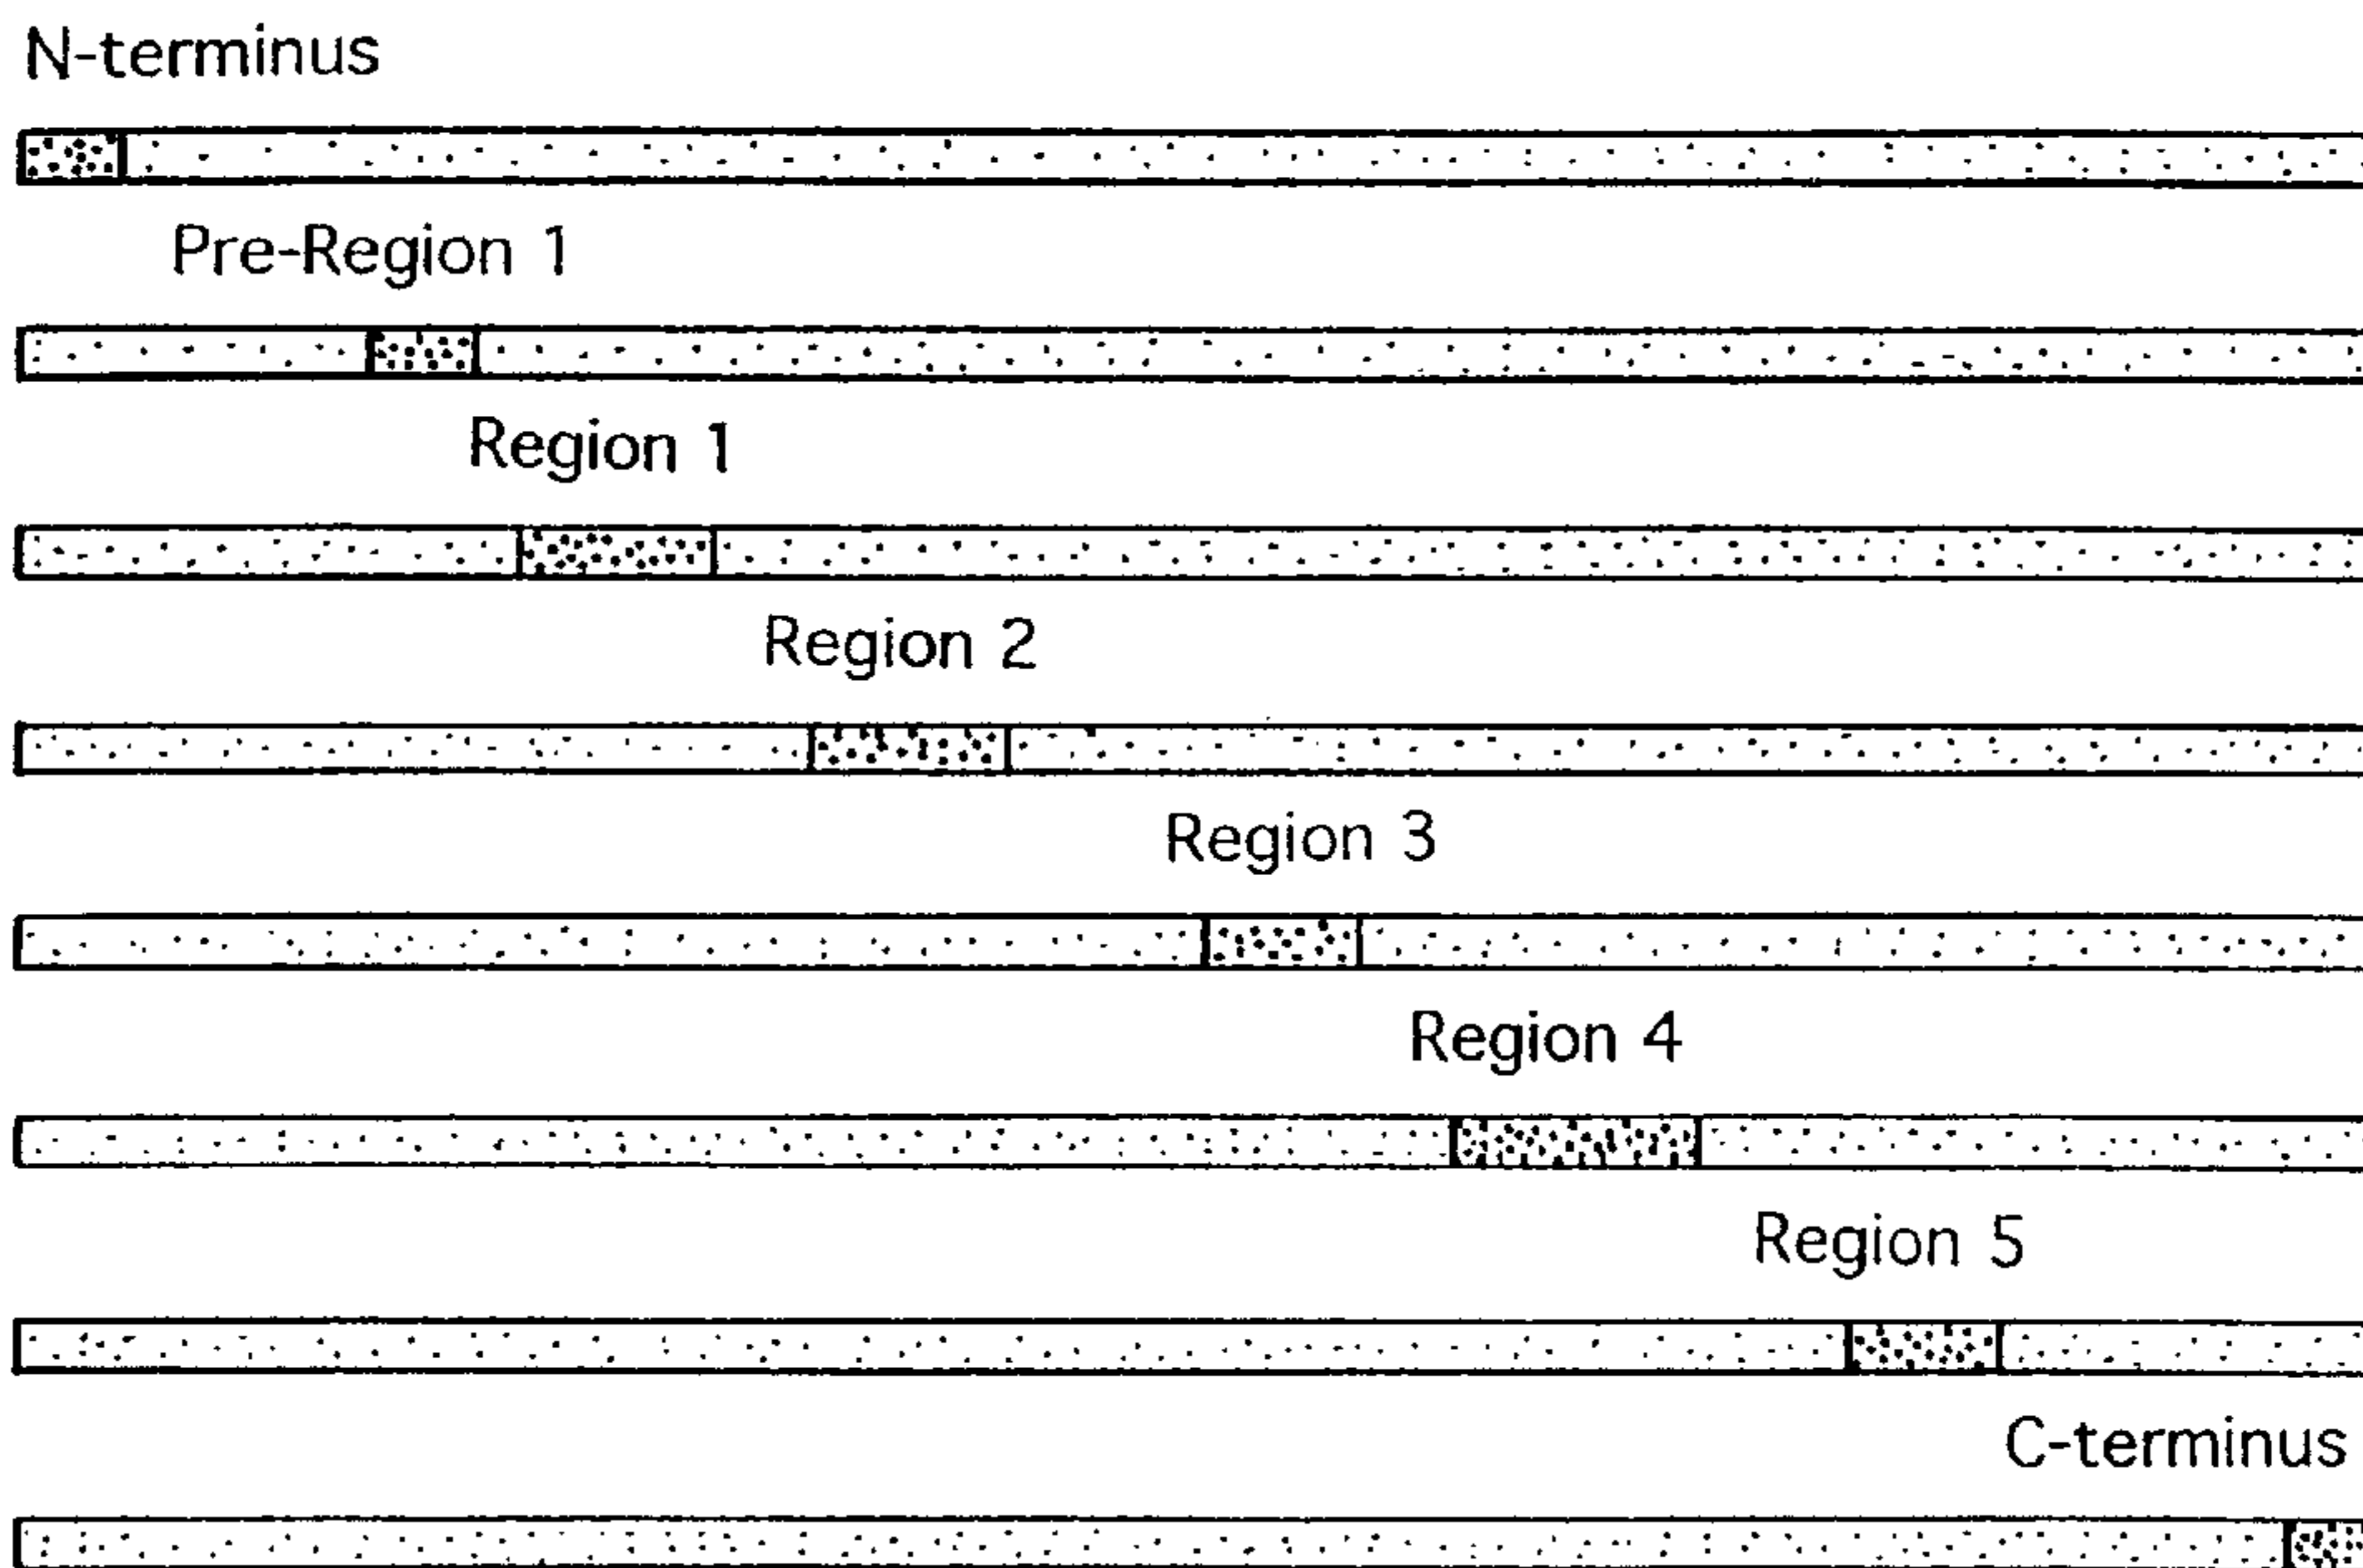 N-terminus
Pre-Region 1
Region 1
Region 2
Region 3
Region 4
Region 5
C-terminus